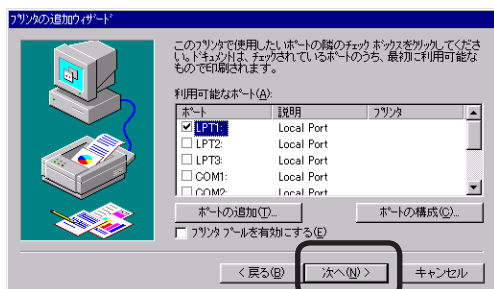 プリンタの追加ウィザード
このプリンタで使用したいポートの隣のチェック ボックスをクリックしてくださ
い。ドキュメントは、チェックされているポートのうち、最初に利用可能な
もので印刷されます。
利用可能なポート(A):
ポート 説明 プリンタ
LPT1: Local Port
LPT2: Local Port
LPT3: Local Port
COM1: Local Port
COM2: Local Port
ポートの追加(T)... ポートの構成(C)...
プリンタ プールを有効にする(E)
< 戻る(B) 次へ(N) > キャンセル